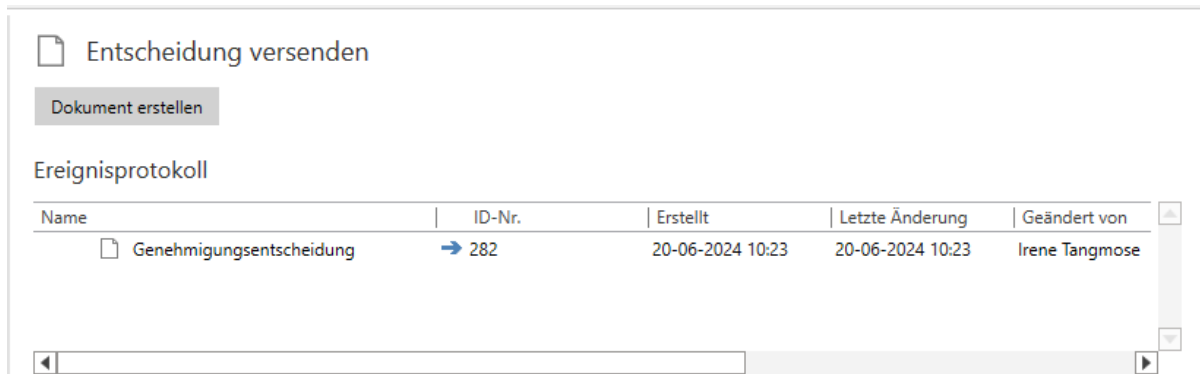 Entscheidung versenden
Dokument erstellen
Ereignisprotokoll
Name ID-Nr. Erstellt Letzte Änderung Geändert von
Genehmigungsentscheidung 282 20-06-2024 10:23 20-06-2024 10:23 Irene Tangmose